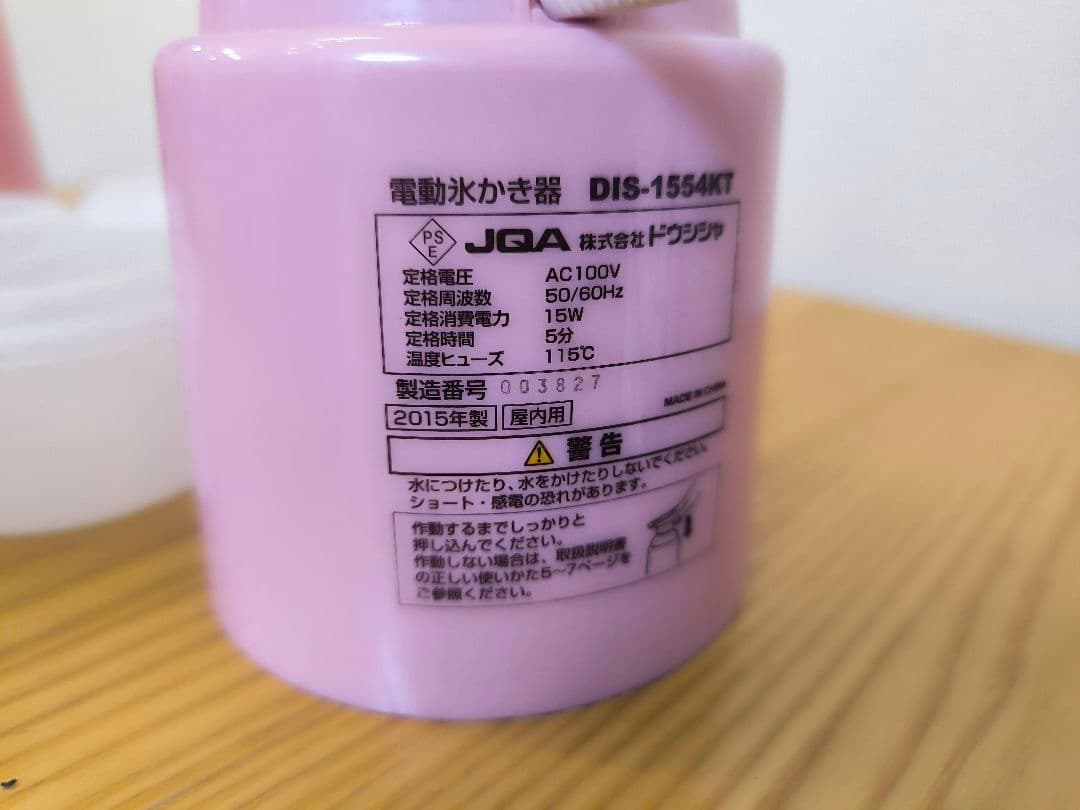 電動氷かき器 DIS-1554KT
PS
E
JQA 株式会社ドウシシャ
定格電圧 AC100V
定格周波数 50/60Hz
定格消費電力 15W
定格時間 5分
温度ヒューズ 115℃
製造番号 003827
MADE IN CHINA
2015年製 屋内用
警告
水につけたり、水をかけたりしないでください。
ショート・感電の恐れがあります。
作動するまでしっかりと
押し込んでください。
作動しない場合は、取扱説明書
の正しい使いかた5~7ページを
ご参照ください。